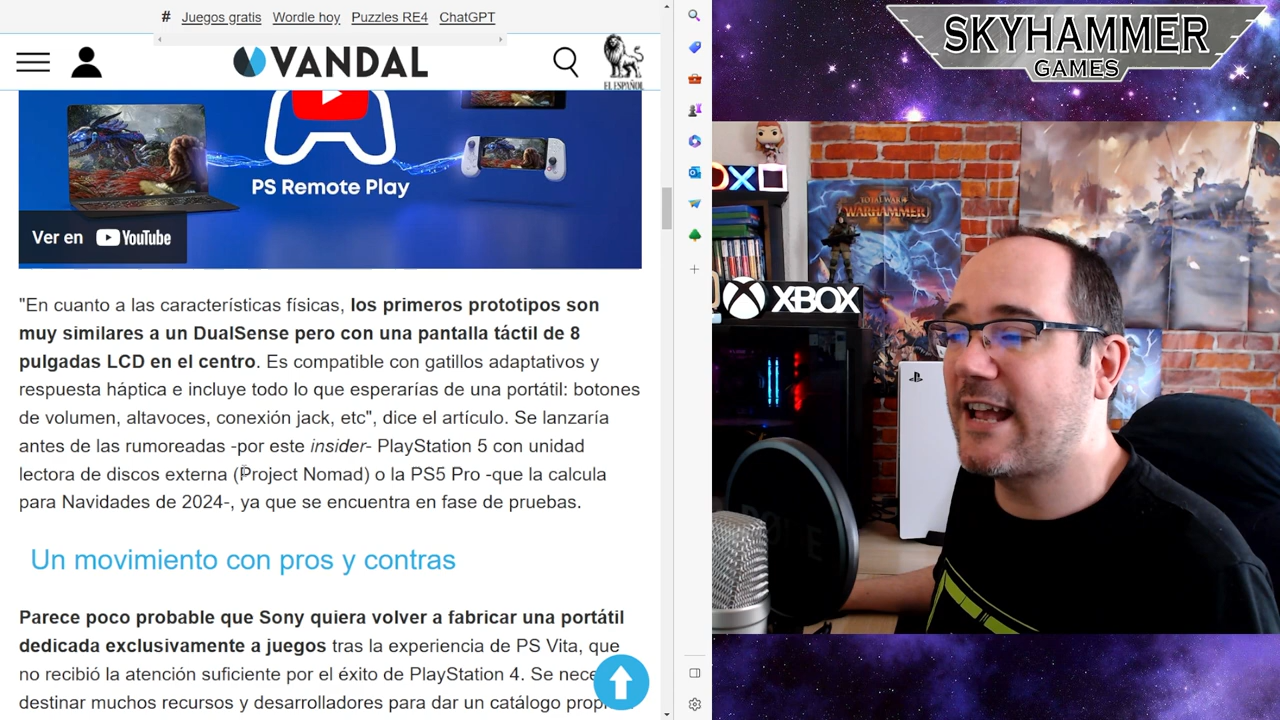 # Juegos gratis Wordle hoy Puzzles RE4 ChatGPT
VANDAL
EL ESPAÑOL
PS Remote Play
Ver en YouTube
"En cuanto a las características físicas, los primeros prototipos son
muy similares a un DualSense pero con una pantalla táctil de 8
pulgadas LCD en el centro. Es compatible con gatillos adaptativos y
respuesta háptica e incluye todo lo que esperarías de una portátil: botones
de volumen, altavoces, conexión jack, etc", dice el artículo. Se lanzaría
antes de las rumoreadas -por este insider- PlayStation 5 con unidad
lectora de discos externa (Project Nomad) o la PS5 Pro -que la calcula
para Navidades de 2024-, ya que se encuentra en fase de pruebas.
Un movimiento con pros y contras
Parece poco probable que Sony quiera volver a fabricar una portátil
dedicada exclusivamente a juegos tras la experiencia de PS Vita, que
no recibió la atención suficiente por el éxito de PlayStation 4. Se nece
destinar muchos recursos y desarrolladores para dar un catálogo prop
SKYHAMMER
GAMES
TOTAL WAR
WARHAMMER
II
XBOX